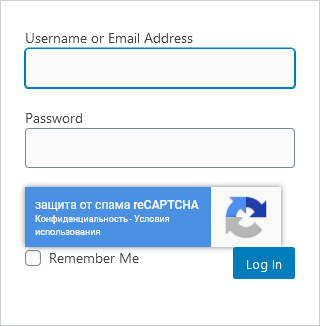 Username or Email Address
Password
защита от спама reCAPTCHA
Конфиденциальность - Условия
использования
Remember Me
Log In